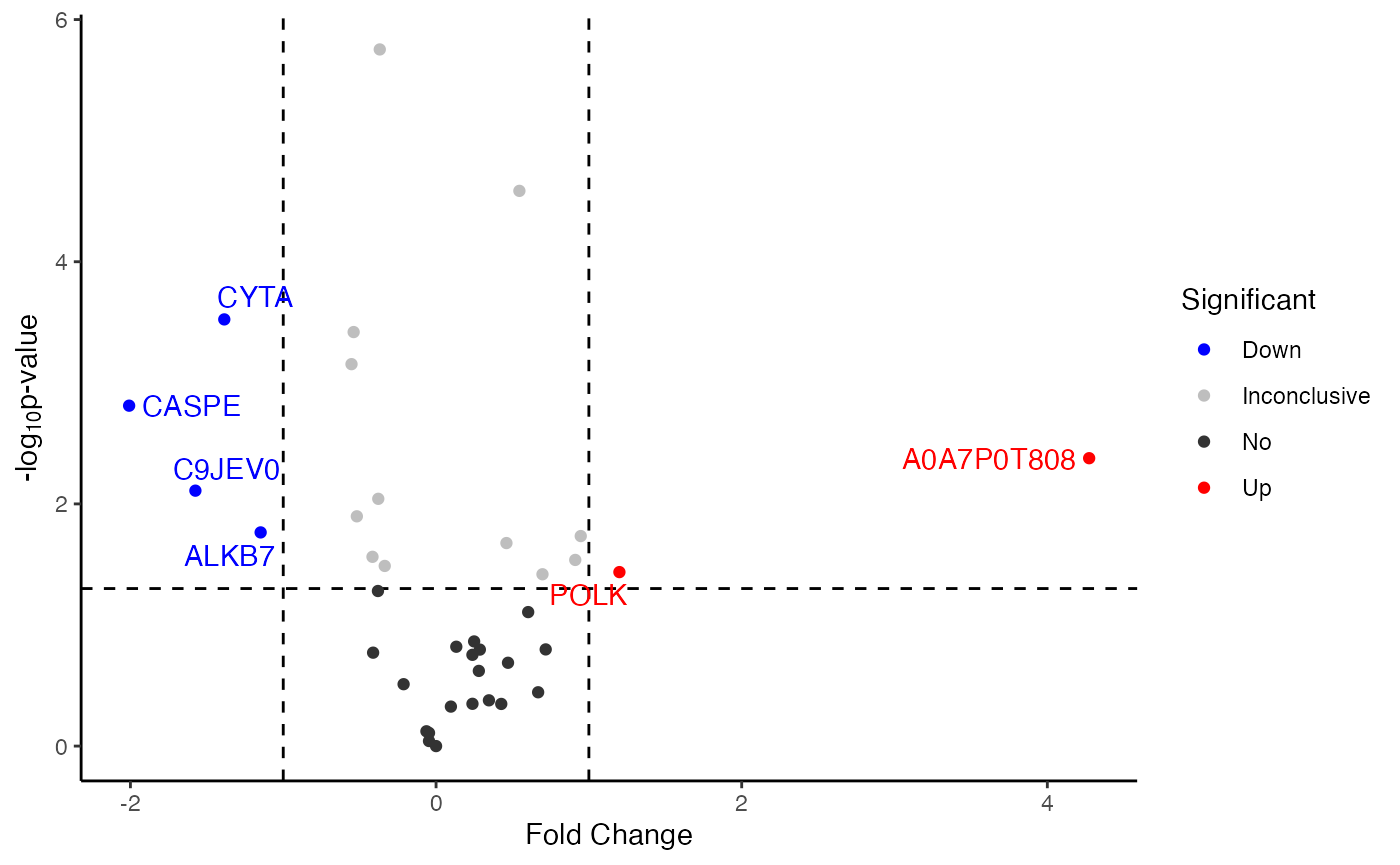 6
4
2
0
-log10p-value
CYTA
CASPE
C9JEV0
ALKB7
A0A7P0T808
POLK
-2
0
2
4
Fold Change
Significant
Down
Inconclusive
No
Up